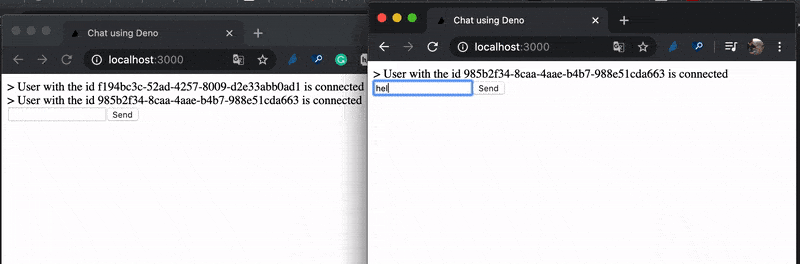 Chat using Deno
localhost:3000
> User with the id f194bc3c-52ad-4257-8009-d2e33abb0ad1 is connected
> User with the id 985b2f34-8caa-4aae-b4b7-988e51cda663 is connected
Send
Chat using Deno
localhost:3000
> User with the id 985b2f34-8caa-4aae-b4b7-988e51cda663 is connected
hel
Send